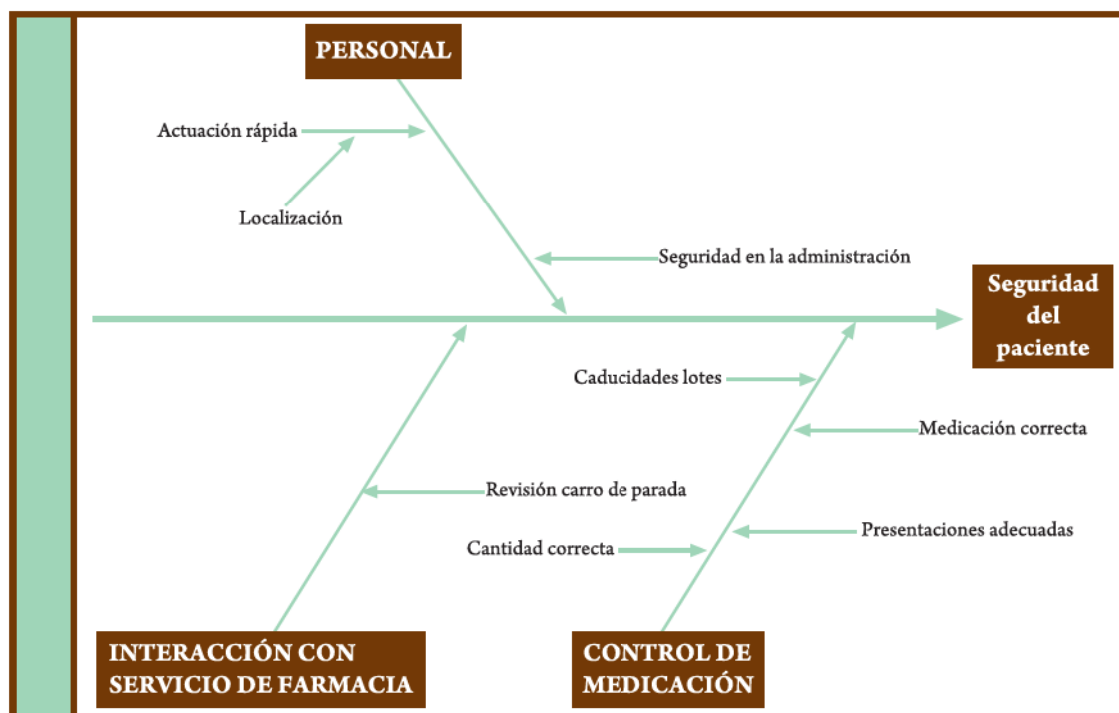 PERSONAL
Actuación rápida
Localización
Seguridad en la administración
Seguridad
del
paciente
Caducidades lotes
Medicación correcta
Revisión carro de parada
Presentaciones adecuadas
Cantidad correcta
INTERACCIÓN CON
SERVICIO DE FARMACIA
CONTROL DE
MEDICACIÓN